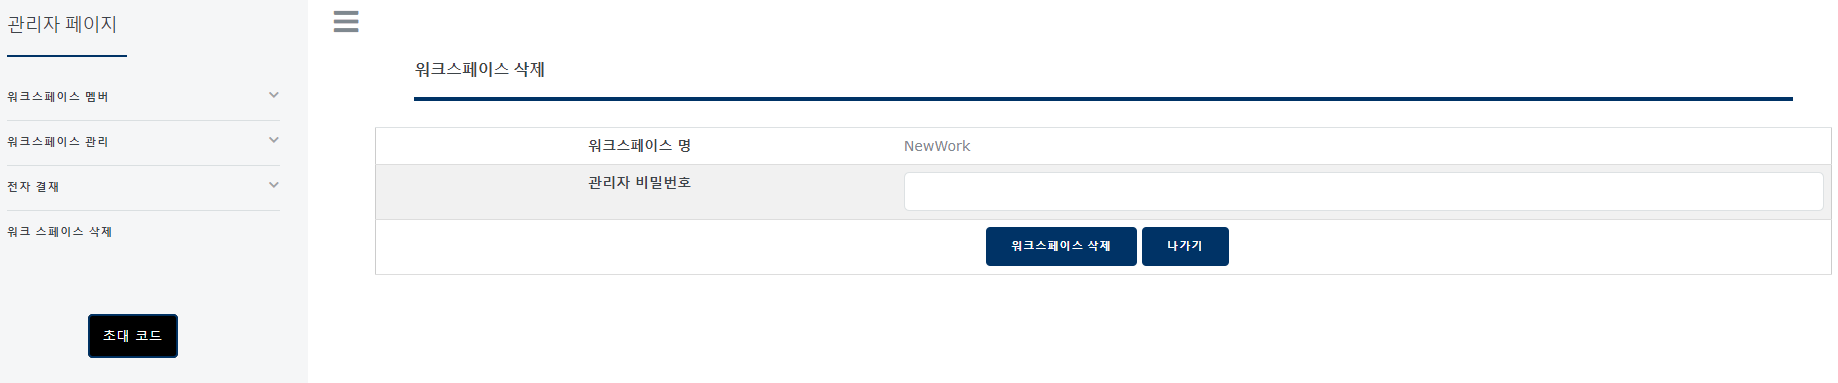 관리자 페이지
워크스페이스 멤버
워크스페이스 관리
전자 결재
워크 스페이스 삭제
초대 코드
워크스페이스 삭제
워크스페이스 명 NewWork
관리자 비밀번호
워크스페이스 삭제 나가기